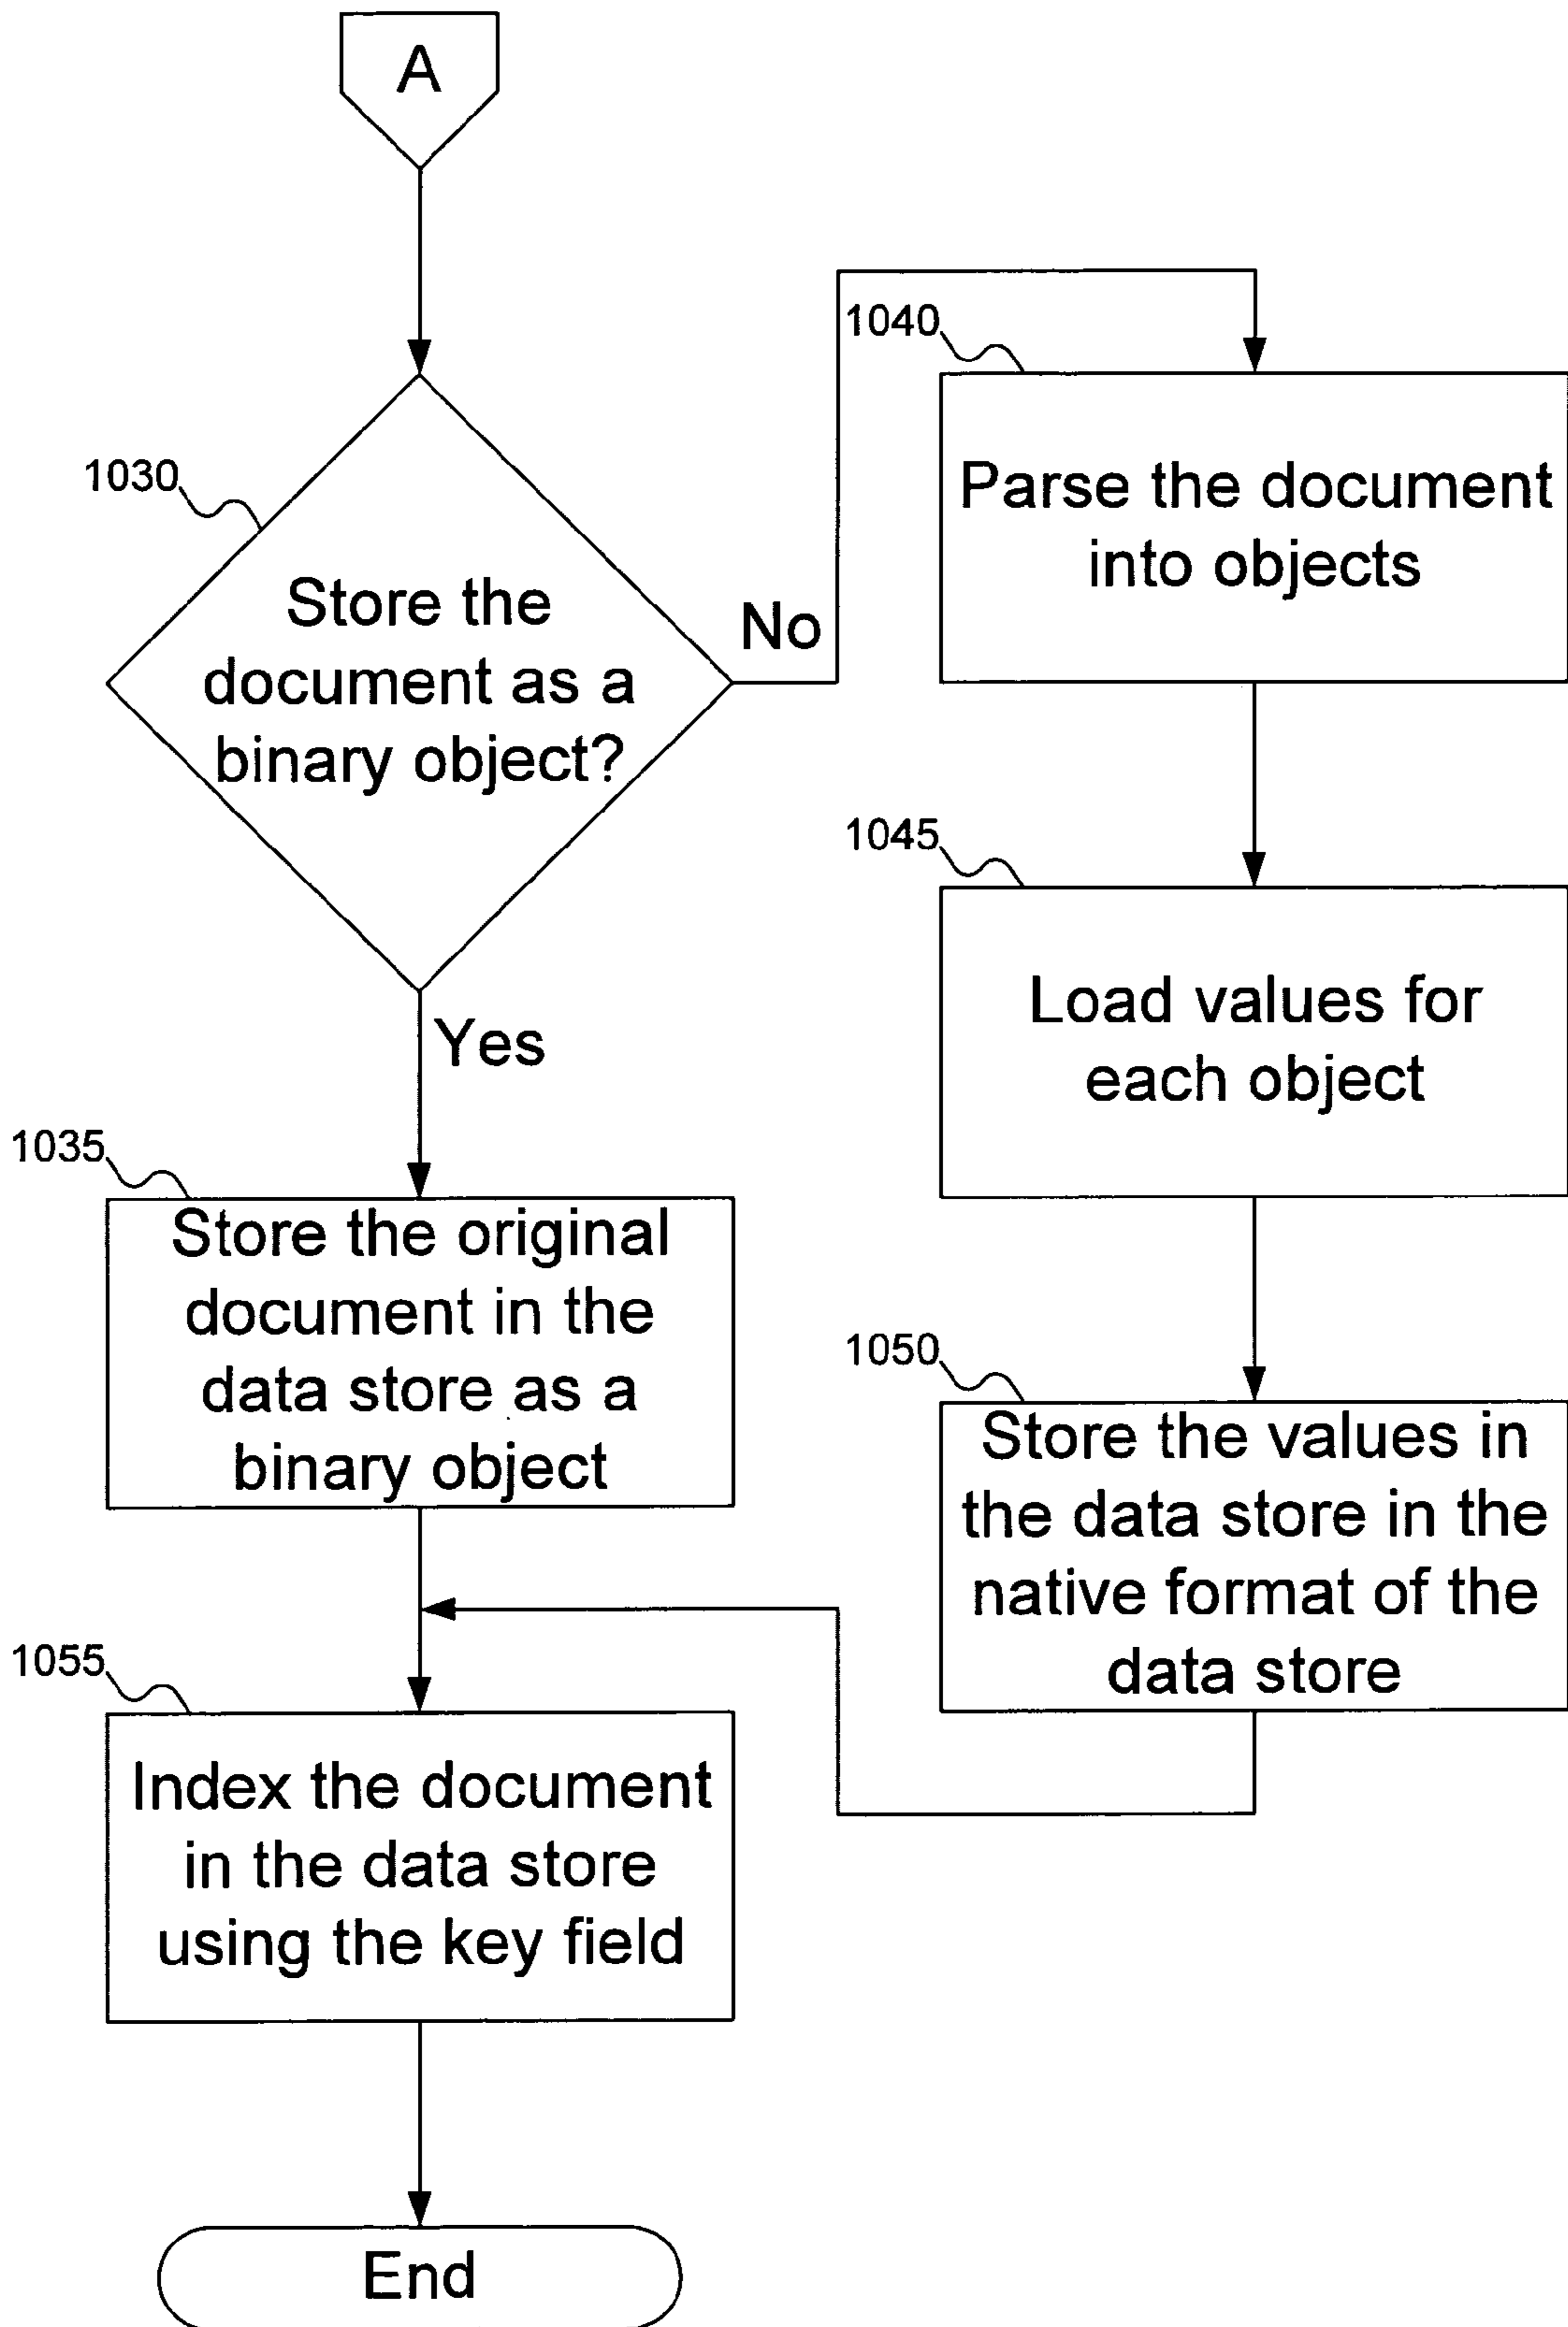 A
1030
Store the
document as a
binary object?
No
Yes
1035
Store the original
document in the
data store as a
binary object
1040
Parse the document
into objects
1045
Load values for
each object
1050
Store the values in
the data store in the
native format of the
data store
1055
Index the document
in the data store
using the key field
End